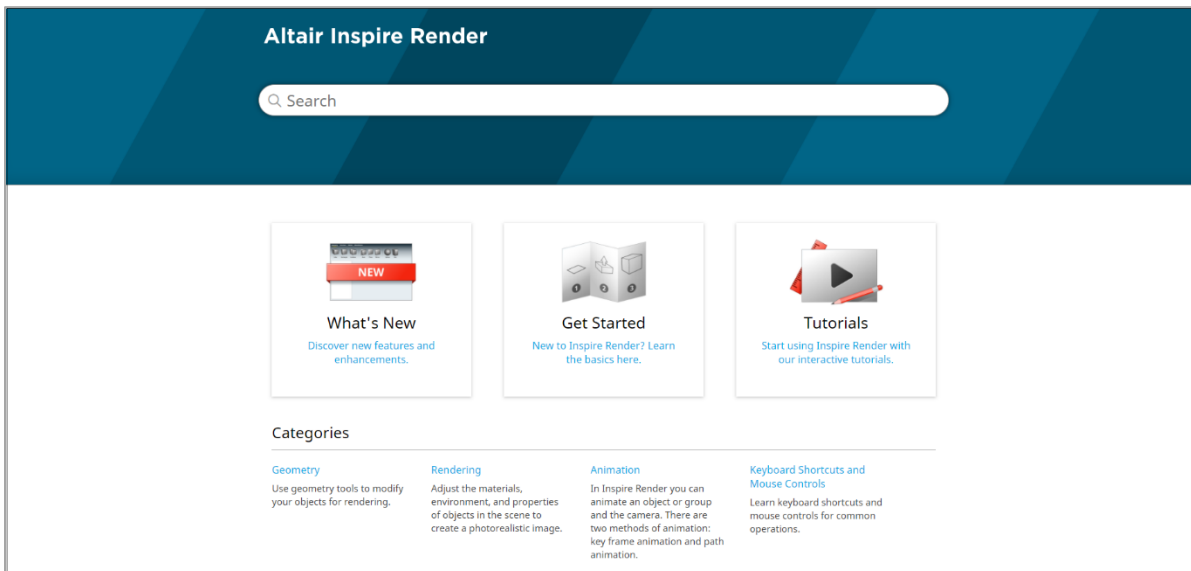 Altair Inspire Render
Search
NEW
1 2 3
What's New
Get Started
Tutorials
Discover new features and
enhancements.
New to Inspire Render? Learn
the basics here.
Start using Inspire Render with
our interactive tutorials.
Categories
Geometry
Use geometry tools to modify
your objects for rendering.
Rendering
Adjust the materials,
environment, and properties
of objects in the scene to
create a photorealistic image.
Animation
In Inspire Render you can
animate an object or group
and the camera. There are
two methods of animation:
key frame animation and path
animation.
Keyboard Shortcuts and
Mouse Controls
Learn keyboard shortcuts and
mouse controls for common
operations.